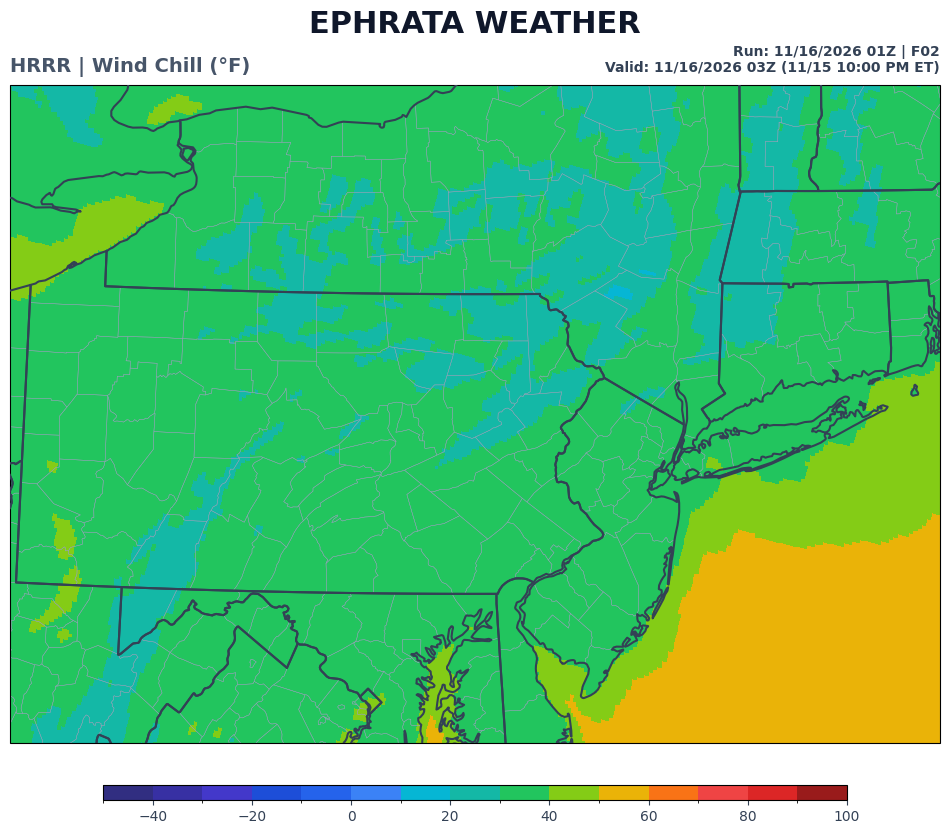 EPHRATA WEATHER
HRRR | Wind Chill (°F)
Run: 11/16/2026 01Z | F02
Valid: 11/16/2026 03Z (11/15 10:00 PM ET)
−40 −20 0 20 40 60 80 100